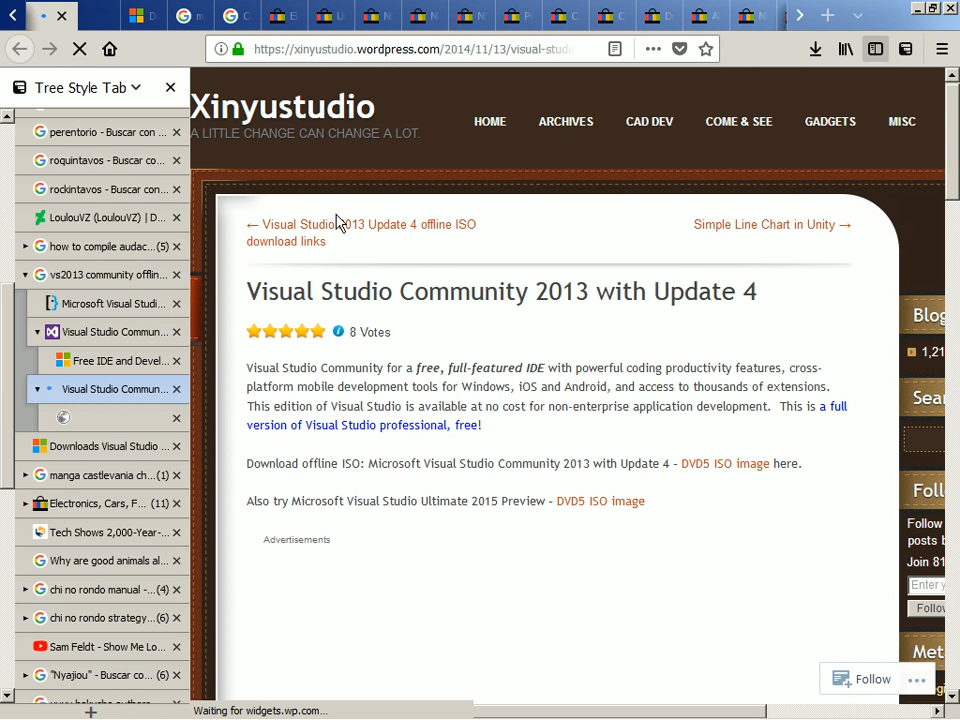 https://xinyustudio.wordpress.com/2014/11/13/visual-studi
Tree Style Tab
perentorio - Buscar con ...
roquintavos - Buscar co...
rockintavos - Buscar con...
LoulouVZ (LoulouVZ) | D...
how to compile audac... (5)
vs2013 community offlin...
Microsoft Visual Studi...
Visual Studio Commun...
Free IDE and Devel...
Visual Studio Commun...
Downloads Visual Studio ...
manga castlevania ch... (1)
Electronics, Cars, F... (11)
Tech Shows 2,000-Year-...
Why are good animals al...
chi no rondo manual -... (4)
chi no rondo strategy... (6)
Sam Feldt - Show Me Lo...
"Nyajiou" - Buscar co... (6)
Xinyustudio
A LITTLE CHANGE CAN CHANGE A LOT.
HOME ARCHIVES CAD DEV COME & SEE GADGETS MISC
← Visual Studio 2013 Update 4 offline ISO
download links
Simple Line Chart in Unity →
Visual Studio Community 2013 with Update 4
8 Votes
Visual Studio Community for a free, full-featured IDE with powerful coding productivity features, cross-
platform mobile development tools for Windows, iOS and Android, and access to thousands of extensions.
This edition of Visual Studio is available at no cost for non-enterprise application development. This is a full
version of Visual Studio professional, free!
Download offline ISO: Microsoft Visual Studio Community 2013 with Update 4 - DVD5 ISO image here.
Also try Microsoft Visual Studio Ultimate 2015 Preview - DVD5 ISO image
Advertisements
Blog
1,21
Sear
Foll
Follow
posts b
Join 81
Enter y
Follow
Met
Follow
Waiting for widgets.wp.com...